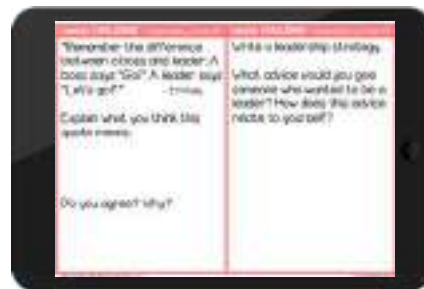 "Remember the difference
between a boss and leader. A
boss says "Go!" A leader says
"Let's go!""
Explain what you think this
quote means.
Do you agree? Why?
Write a leadership strategy.
What advice would you give
someone who wanted to be a
leader? How does this advice
relate to yourself?